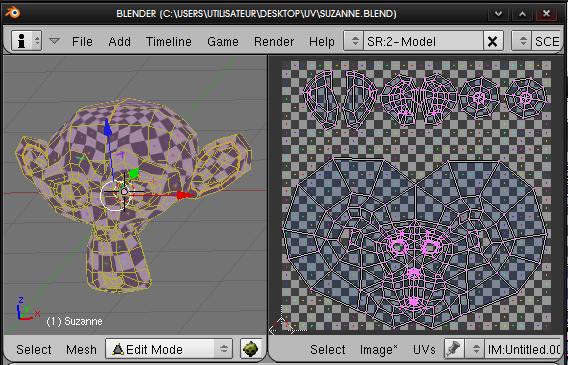 BLENDER (C:\USERS\UTILISATEUR\DESKTOP\UV\SUZANNE.BLEND)
File Add Timeline Game Render Help SR:2-Model SCE
z
x
(1) Suzanne
Select Mesh Edit Mode
Select Image* UVs IM:Untitled.00